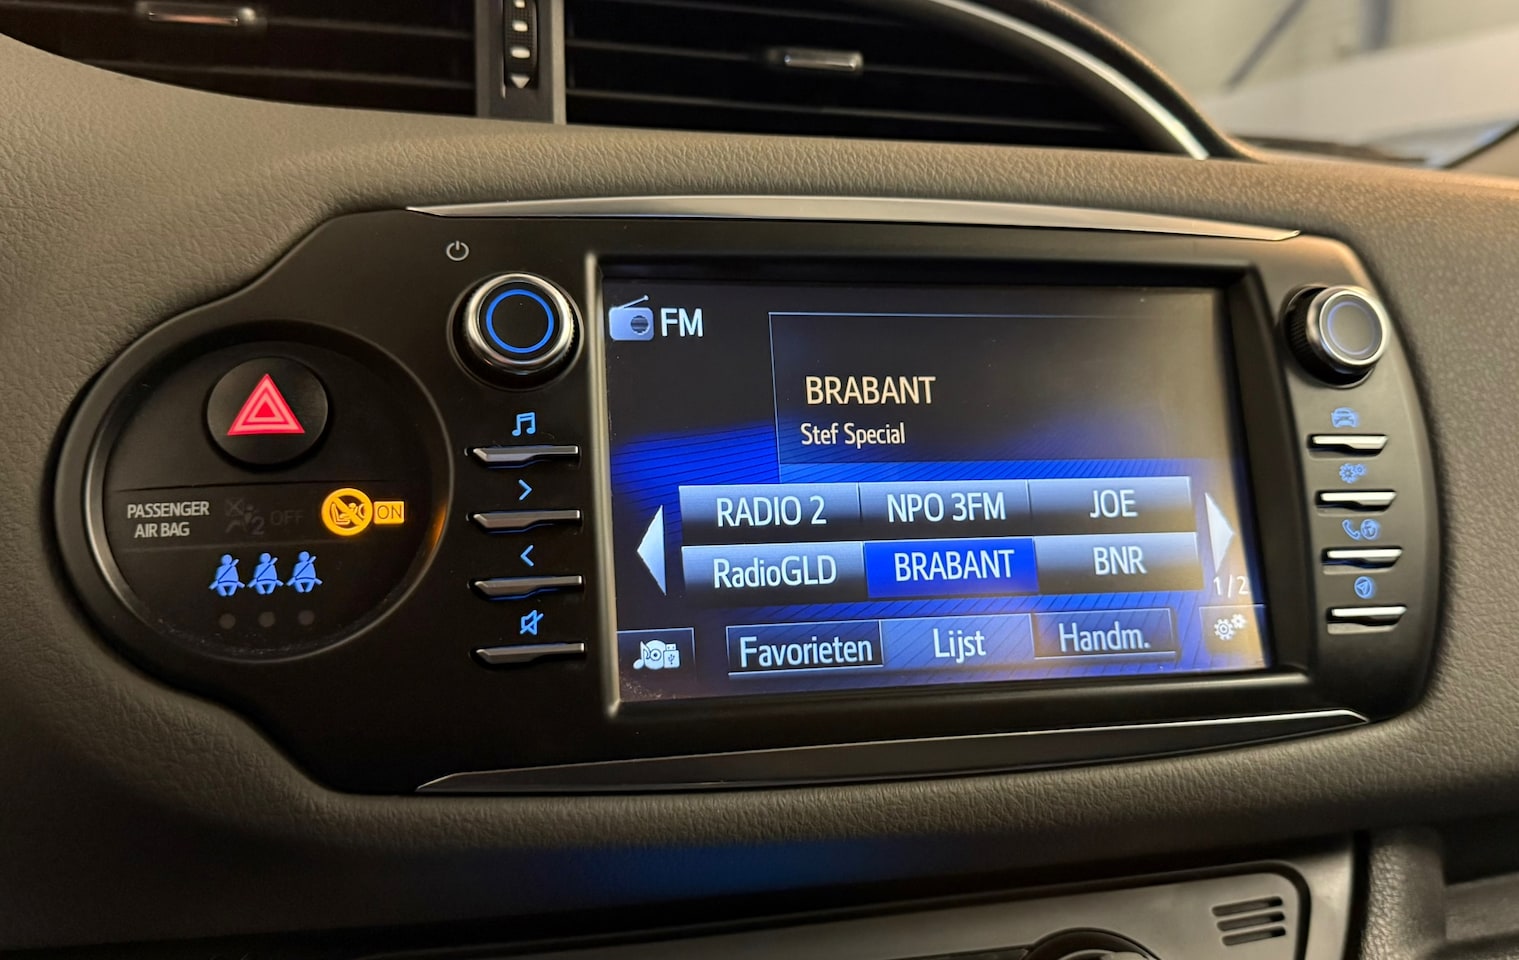 FM
BRABANT
Stef Special
RADIO 2 NPO 3FM JOE
RadioGLD BRABANT BNR
1/2
Favorieten Lijst Handm.
PASSENGER
AIR BAG
2 OFF ON